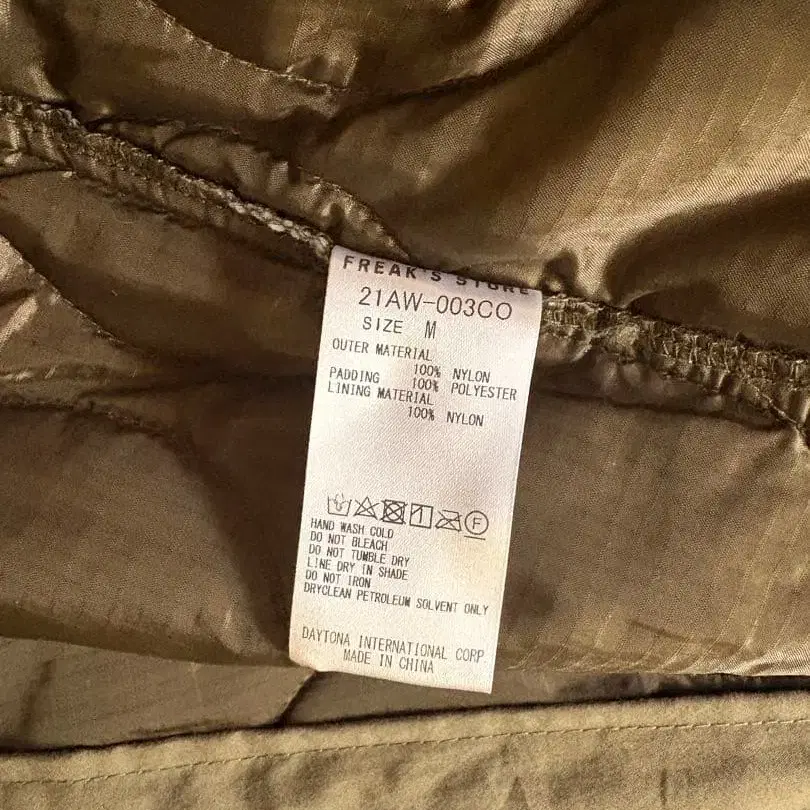 FREAK'S STORE
21AW-003CO
SIZE M
OUTER MATERIAL
100% NYLON
PADDING 100% POLYESTER
LINING MATERIAL
100% NYLON
F
HAND WASH COLD
DO NOT BLEACH
DO NOT TUMBLE DRY
LINE DRY IN SHADE
DO NOT IRON
DRYCLEAN PETROLEUM SOLVENT ONLY
DAYTONA INTERNATIONAL CORP
MADE IN CHINA